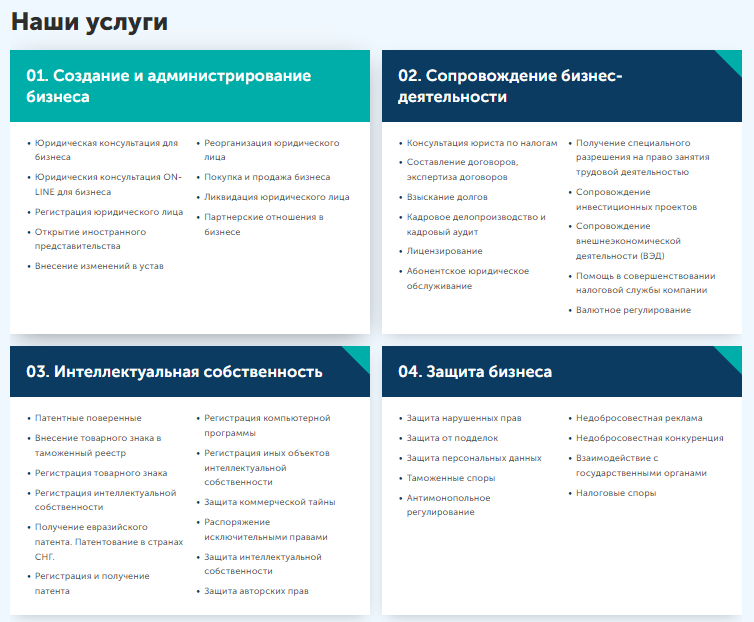 Наши услуги
01. Создание и администрирование
бизнеса
• Юридическая консультация для
бизнеса
• Юридическия консультация ON-
LINE для бизнеса
• Регистрация юридического лица
• Открытие иностранного
представительства
• Внесение изменений в устав
• Реорганизация юридического
лица
• Покупка и продажа бизнеса
• Ликвидация юридического лица
• Партнерские отношения в
бизнесе
02. Сопровождение бизнес-
деятельности
• Консультация юриста по налогам
• Составление договоров,
экспертиза договоров
• Взыскание долгов
• Кадровое делопроизводство и
кадровый аудит
• Лицензирование
• Абонентское юридическое
обслуживание
• Получение специального
разрешения на право занятия
трудовой деятельностью
• Сопровождение
инвестиционных проектов
• Сопровождение
внешнеэкономической
деятельности (ВЭД)
• Помощь в совершенствовании
налоговой службы компании
• Валютное регулирование
03. Интеллектуальная собственность
• Патентные поверенные
• Внесение товарного знака в
таможенный реестр
• Регистрация товарного знака
• Регистрация интеллектуальной
собственности
• Получение евразийского
патента. Патентование в странах
СНГ.
• Регистрация и получение
патента
• Регистрация компьютерной
программы
• Регистрация иных объектов
интеллектуальной
собственности
• Защита коммерческой тайны
• Распоряжение
исключительными правами
• Защита интеллектуальной
собственности
• Защита авторских прав
04. Защита бизнеса
• Защита нарушенных прав
• Защита от подделок
• Защита персональных данных
• Таможенные споры
• Антимонопольное
регулирование
• Недобросовестная реклама
• Недобросовестная конкуренция
• Взаимодействие с
государственными органами
• Налоговые споры